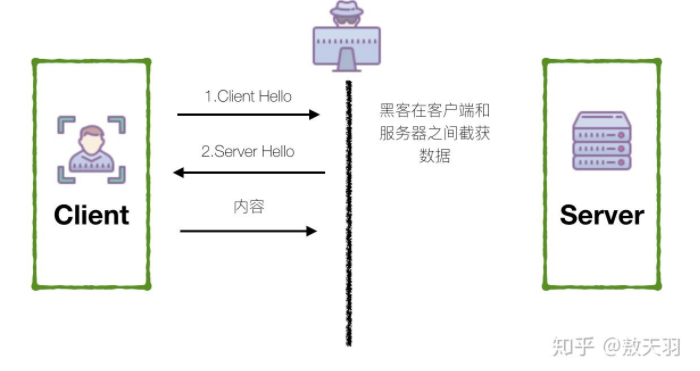 1.Client Hello
黑客在客户端和
服务器之间截获
数据
2.Server Hello
内容
Client
Server
知乎 @敖天羽